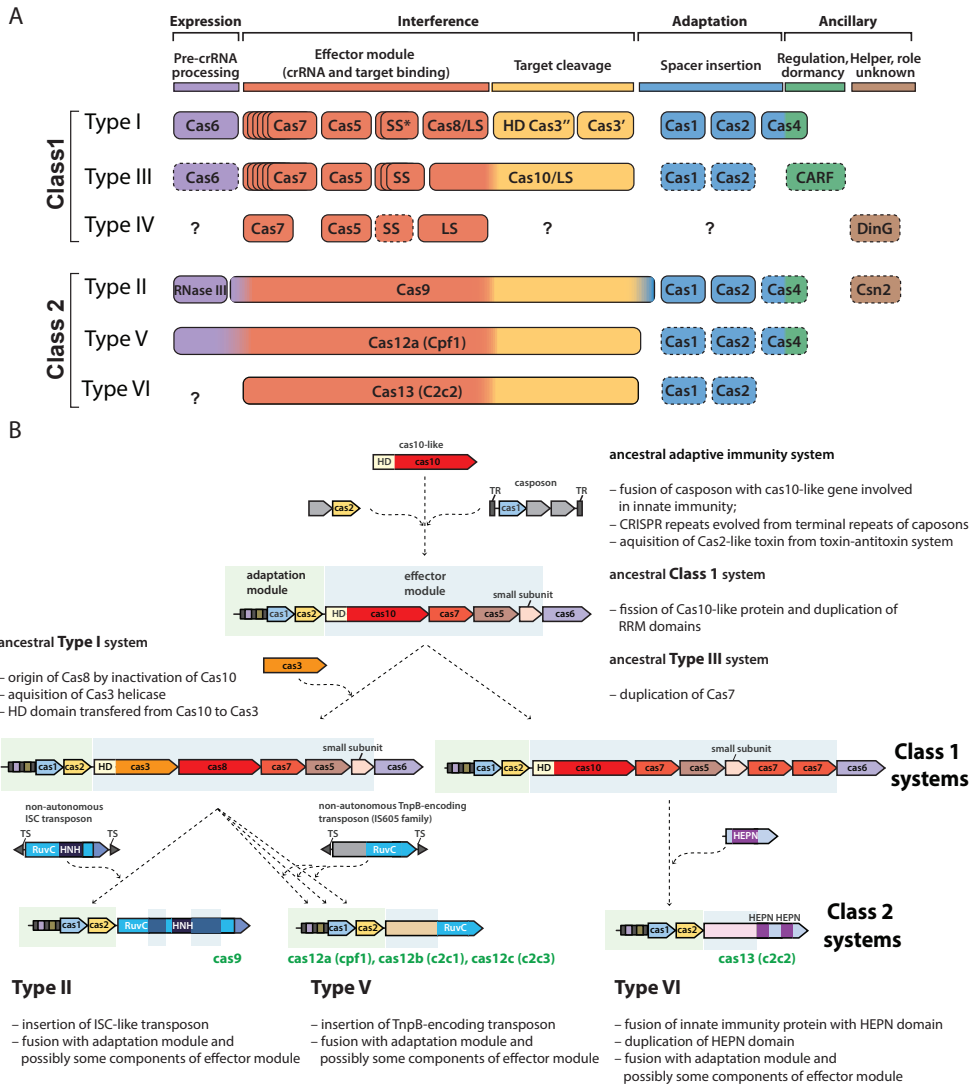 A
Expression
Interference
Adaptation
Ancillary
Pre-crRNA
processing
Effector module
(crRNA and target binding)
Target cleavage
Spacer insertion
Regulation,
dormancy
Helper, role
unknown
Class1
Type I
Cas6
Cas7
Cas5
SS*
Cas8/LS
HD Cas3″
Cas3′
Cas1
Cas2
Cas4
Type III
Cas6
Cas7
Cas5
SS
Cas10/LS
Cas1
Cas2
CARF
Type IV
?
Cas7
Cas5
SS
LS
?
?
DinG
Class 2
Type II
RNase III
Cas9
Cas1
Cas2
Cas4
Csn2
Type V
Cas12a (Cpf1)
Cas1
Cas2
Cas4
Type VI
?
Cas13 (C2c2)
Cas1
Cas2
B
cas10-like
HD
cas10
cas2
casposon
TR
TR
cas1
ancestral adaptive immunity system
– fusion of casposon with cas10-like gene involved
in innate immunity;
– CRISPR repeats evolved from terminal repeats of caposons
– aquisition of Cas2-like toxin from toxin-antitoxin system
adaptation
module
effector
module
small subunit
cas1
cas2
HD
cas10
cas7
cas5
cas6
ancestral Class 1 system
– fission of Cas10-like protein and duplication of
RRM domains
ancestral Type I system
– origin of Cas8 by inactivation of Cas10
– aquisition of Cas3 helicase
– HD domain transfered from Cas10 to Cas3
cas3
ancestral Type III system
– duplication of Cas7
small subunit
cas1
cas2
HD
cas3
cas8
cas7
cas5
cas6
small subunit
cas1
cas2
HD
cas10
cas7
cas5
cas7
cas7
cas6
Class 1
systems
non-autonomous
ISC transposon
TS
TS
RuvC
HNH
non-autonomous TnpB-encoding
transposon (IS605 family)
TS
TS
RuvC
HEPN
cas1
cas2
RuvC
HNH
cas9
cas1
cas2
RuvC
cas12a (cpf1), cas12b (c2c1), cas12c (c2c3)
HEPN HEPN
cas1
cas2
cas13 (c2c2)
Class 2
systems
Type II
– insertion of ISC-like transposon
– fusion with adaptation module and
possibly some components of effector module
Type V
– insertion of TnpB-encoding transposon
– fusion with adaptation module and
possibly some components of effector module
Type VI
– fusion of innate immunity protein with HEPN domain
– duplication of HEPN domain
– fusion with adaptation module and
possibly some components of effector module